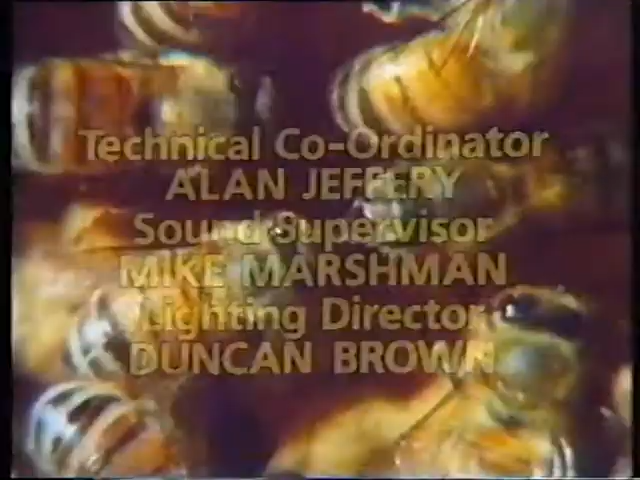 Technical Co-Ordinator
ALAN JEFFERY
Sound Supervisor
MIKE MARSHMAN
Lighting Director
DUNCAN BROWN